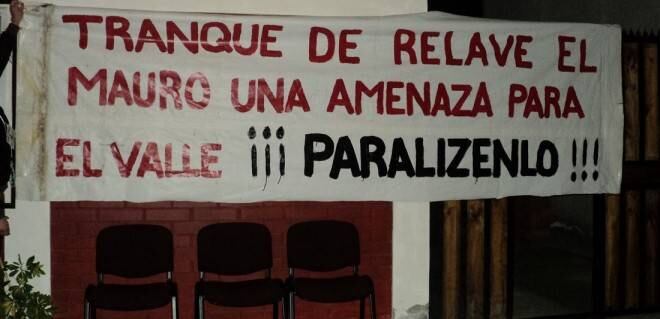 TRANQUE DE RELAVE EL
MAURO UNA AMENAZA PARA
EL VALLE ¡¡¡ PARALIZENLO !!!